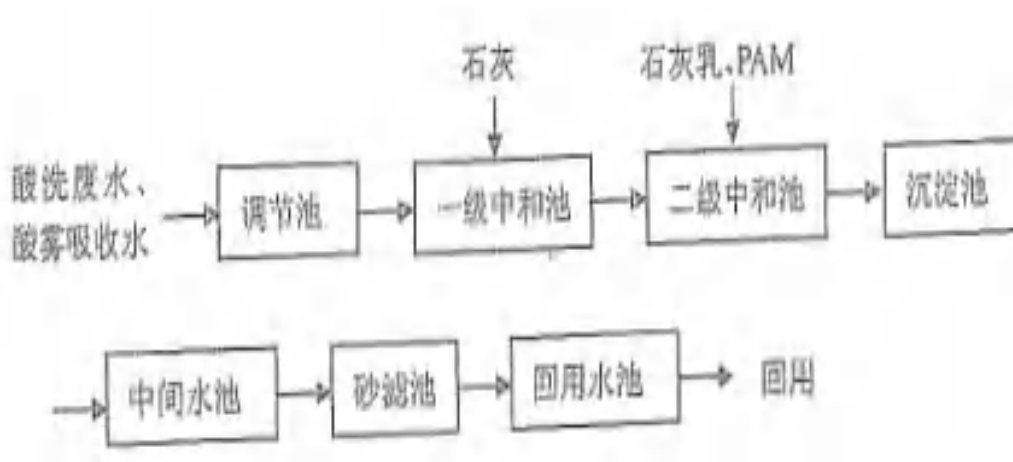 石灰
石灰乳、PAM
酸洗废水、
酸雾吸收水
调节池
一级中和池
二级中和池
沉淀池
中间水池
砂滤池
回用水池
回用